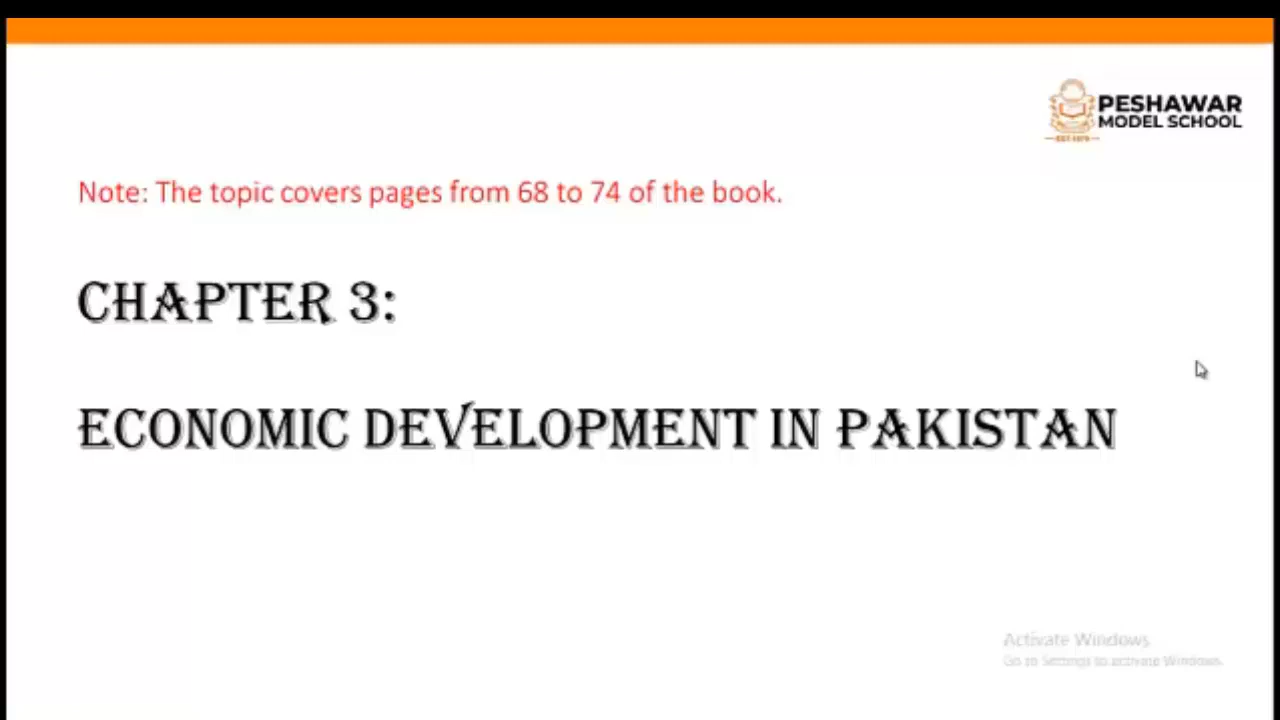 PESHAWAR
MODEL SCHOOL
Note: The topic covers pages from 68 to 74 of the book.
CHAPTER 3:
ECONOMIC DEVELOPMENT IN PAKISTAN
Activate Windows
Go to Settings to activate Windows.